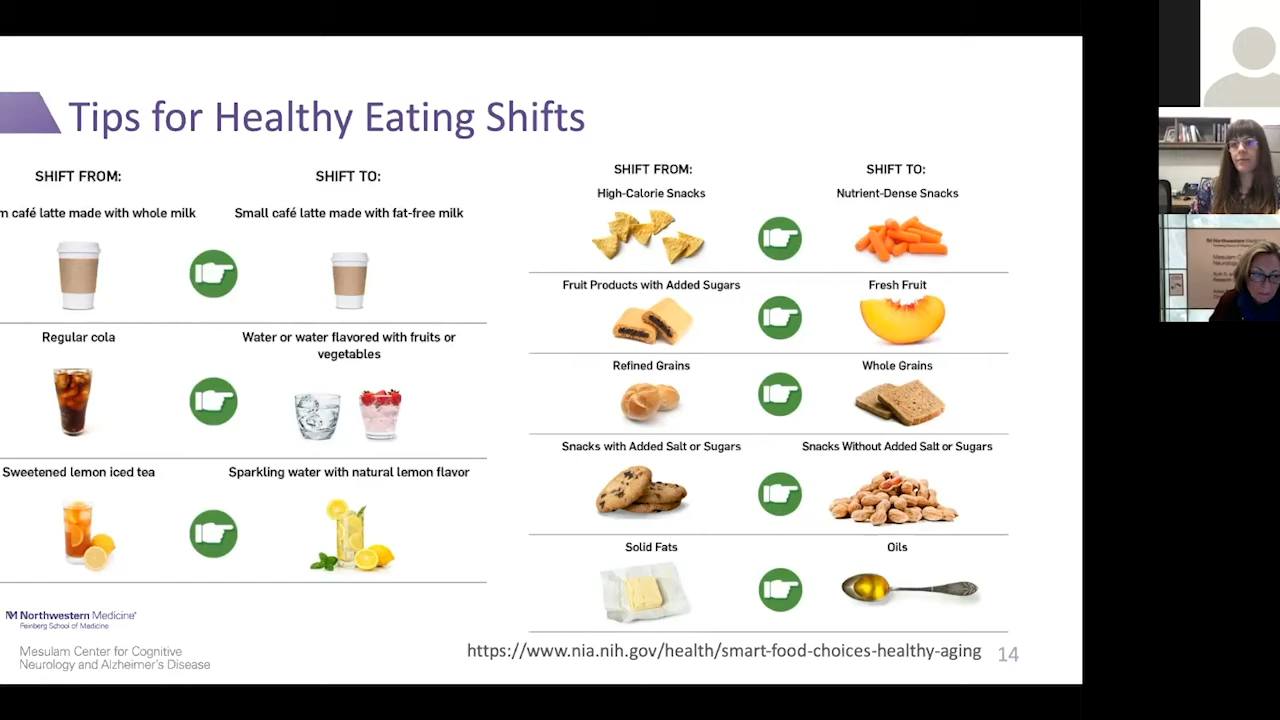 Tips for Healthy Eating Shifts
SHIFT FROM:
SHIFT TO:
café latte made with whole milk
Small café latte made with fat-free milk
Regular cola
Water or water flavored with fruits or
vegetables
Sweetened lemon iced tea
Sparkling water with natural lemon flavor
SHIFT FROM:
SHIFT TO:
High-Calorie Snacks
Nutrient-Dense Snacks
Fruit Products with Added Sugars
Fresh Fruit
Refined Grains
Whole Grains
Snacks with Added Salt or Sugars
Snacks Without Added Salt or Sugars
Solid Fats
Oils
Northwestern Medicine
Feinberg School of Medicine
Mesulam Center for Cognitive
Neurology and Alzheimer's Disease
https://www.nia.nih.gov/health/smart-food-choices-healthy-aging
14